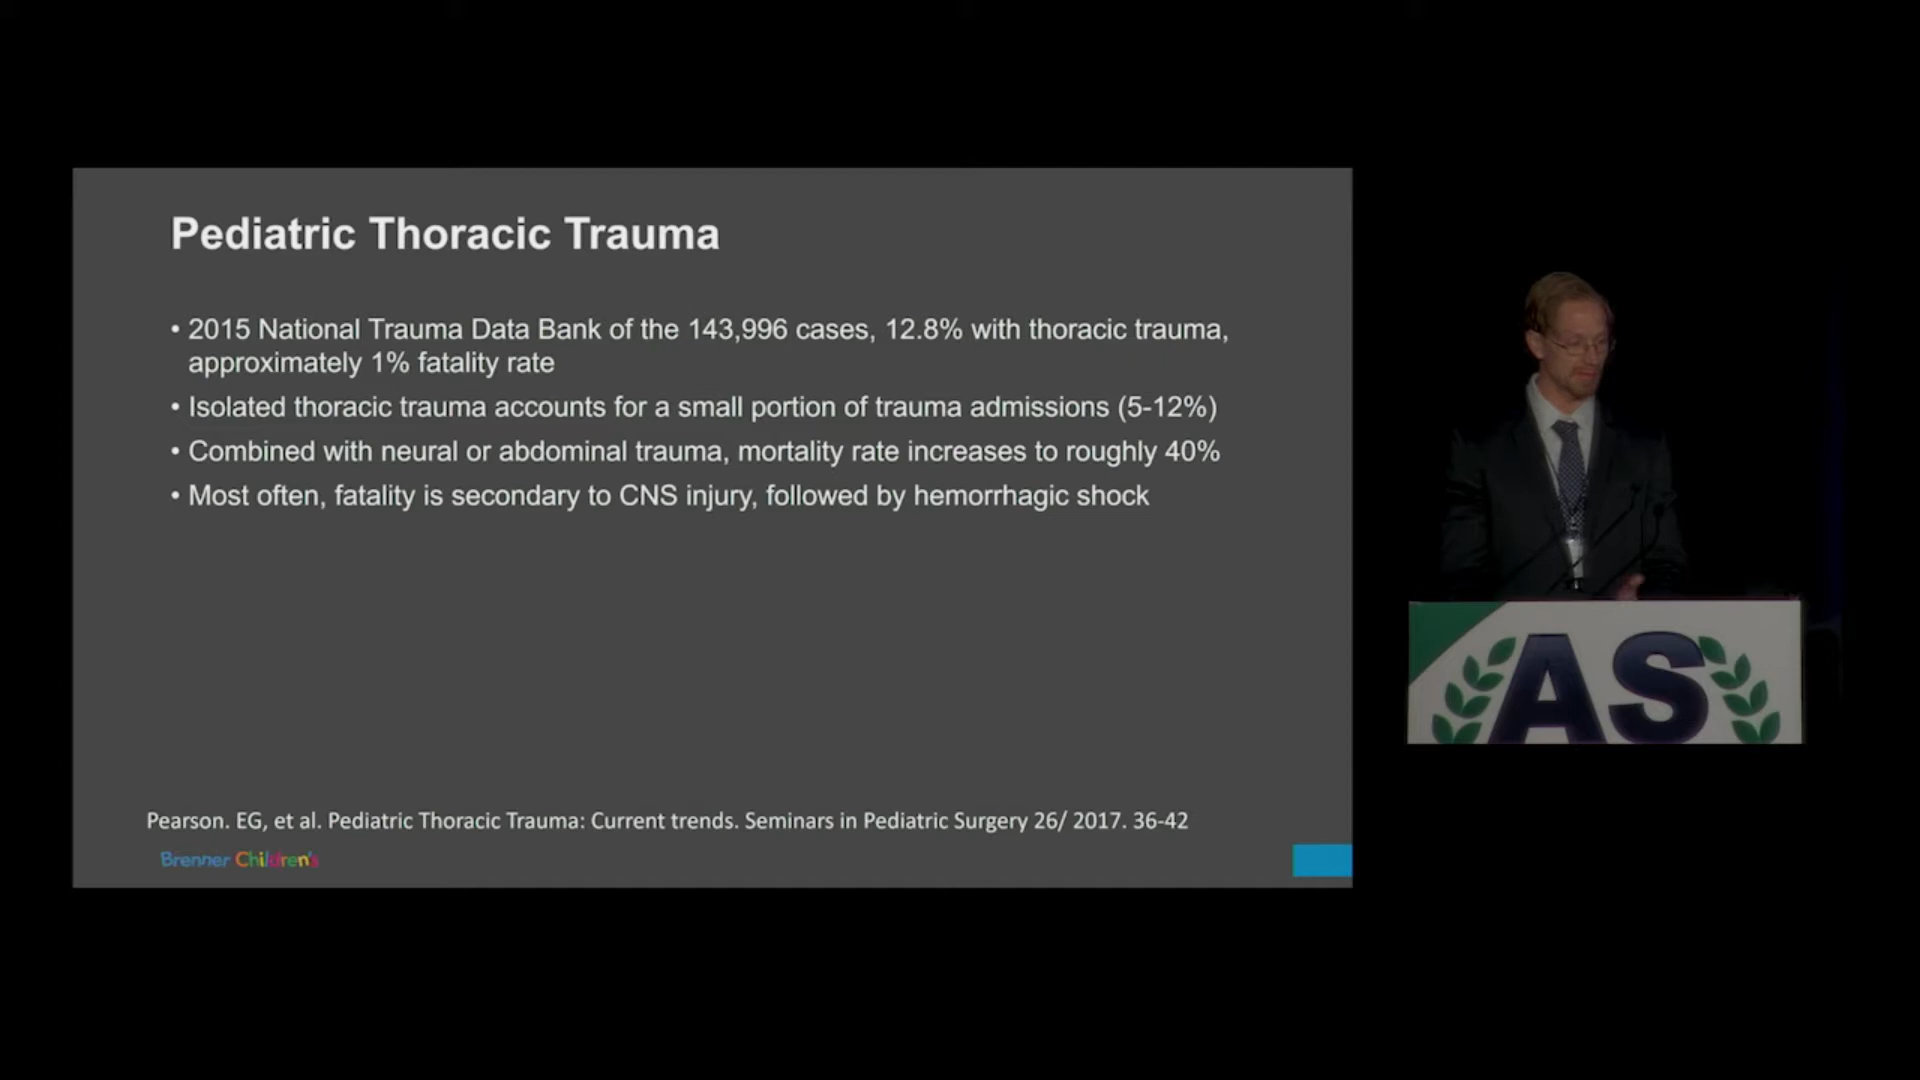 Pediatric Thoracic Trauma
• 2015 National Trauma Data Bank of the 143,996 cases, 12.8% with thoracic trauma,
approximately 1% fatality rate
• Isolated thoracic trauma accounts for a small portion of trauma admissions (5-12%)
• Combined with neural or abdominal trauma, mortality rate increases to roughly 40%
• Most often, fatality is secondary to CNS injury, followed by hemorrhagic shock
Pearson. EG, et al. Pediatric Thoracic Trauma: Current trends. Seminars in Pediatric Surgery 26/ 2017. 36-42
Brenner Children's
AS